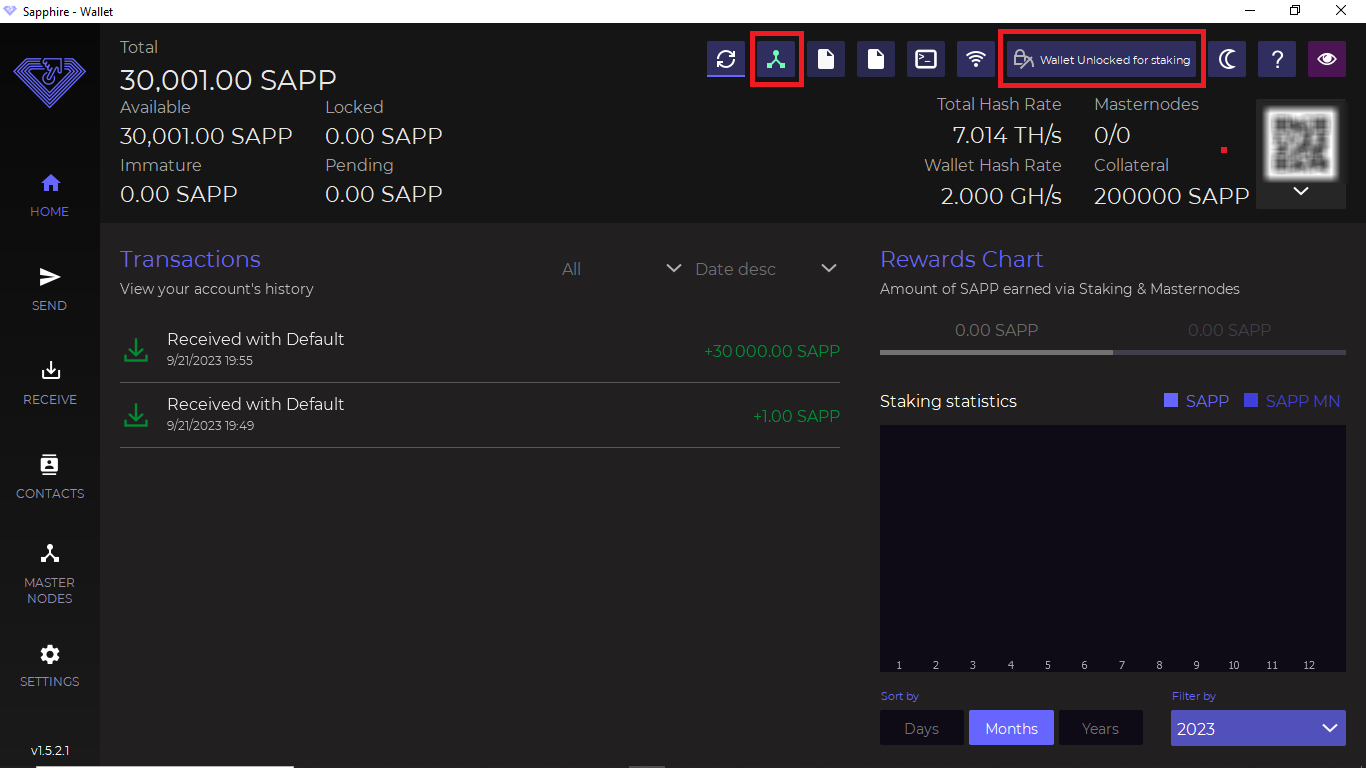 Sapphire - Wallet
Total
30,001.00 SAPP
Available
Locked
30,001.00 SAPP
0.00 SAPP
Immature
Pending
0.00 SAPP
0.00 SAPP
Wallet Unlocked for staking
?
Total Hash Rate
Masternodes
7.014 TH/s
0/0
Wallet Hash Rate
Collateral
2.000 GH/s
200000 SAPP
HOME
SEND
RECEIVE
CONTACTS
MASTER
NODES
SETTINGS
v1.5.2.1
Transactions
View your account's history
All
Date desc
Received with Default
9/21/2023 19:55
+30 000.00 SAPP
Received with Default
9/21/2023 19:49
+1.00 SAPP
Rewards Chart
Amount of SAPP earned via Staking & Masternodes
0.00 SAPP
0.00 SAPP
Staking statistics
SAPP
SAPP MN
1 2 3 4 5 6 7 8 9 10 11 12
Sort by
Filter by
Days
Months
Years
2023